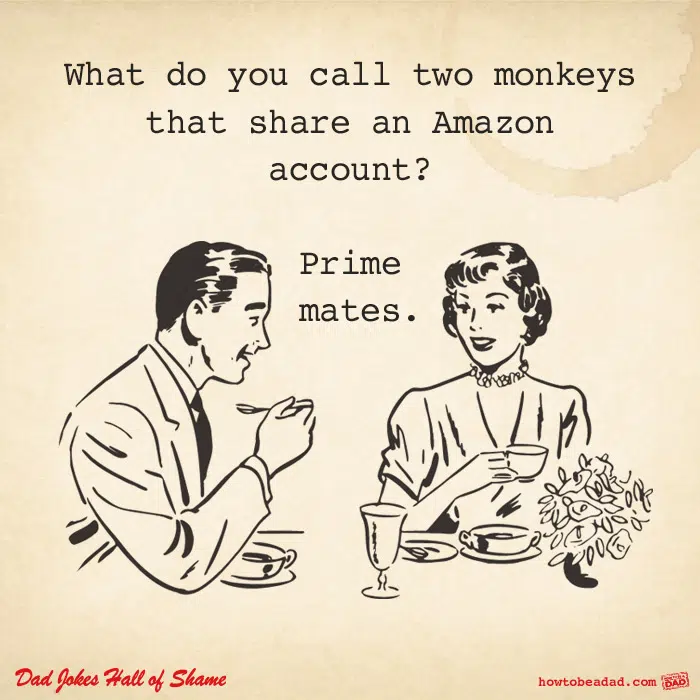 What do you call two monkeys
that share an Amazon
account?
Prime
mates.
Dad Jokes Hall of Shame
howtobeadad.com